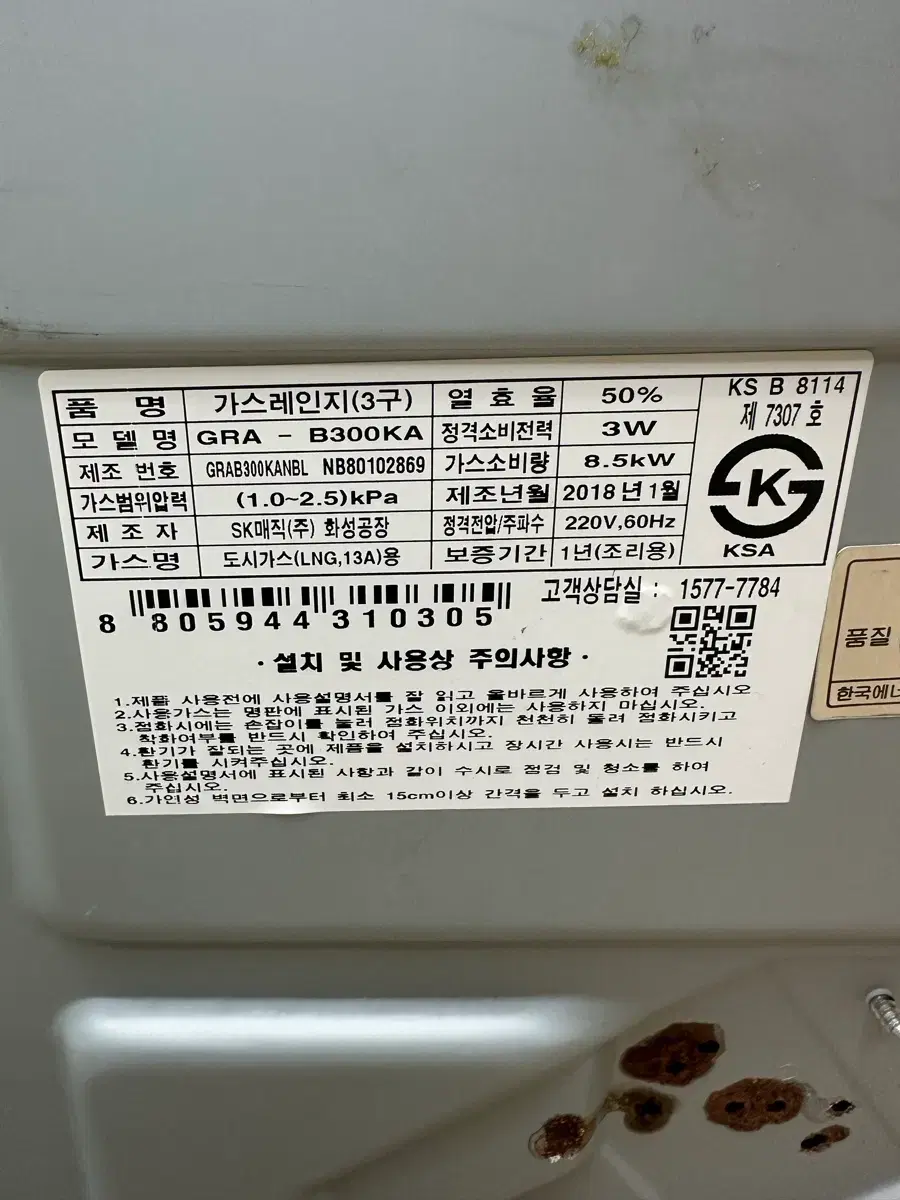 품 명 가스레인지(3구) 열 효 율 50%
모 델 명 GRA - B300KA 정격소비전력 3W
제조 번호 GRAB300KANBL NB80102869 가스소비량 8.5kW
가스범위압력 (1.0~2.5)kPa 제조년월 2018년 1월
제 조 자 SK매직(주) 화성공장 정격전압/주파수 220V,60Hz
가스명 도시가스(LNG,13A)용 보증기간 1년(조리용)
KS B 8114
제 7307 호
K
KSA
8 805944 310305
고객상담실 : 1577-7784
· 설치 및 사용상 주의사항 ·
1.제품 사용전에 사용설명서를 잘 읽고 올바르게 사용하여 주십시오
2.사용가스는 명판에 표시된 가스 이외에는 사용하지 마십시오.
3.점화시에는 손잡이를 눌러 점화위치까지 천천히 돌려 점화시키고
착화여부를 반드시 확인하여 주십시오.
4.환기가 잘되는 곳에 제품을 설치하시고 장시간 사용시는 반드시
환기를 시켜주십시오.
5.사용설명서에 표시된 사항과 같이 수시로 점검 및 청소를 하여
주십시오.
6.가연성 벽면으로부터 최소 15cm이상 간격을 두고 설치 하십시오.
품질
한국에너